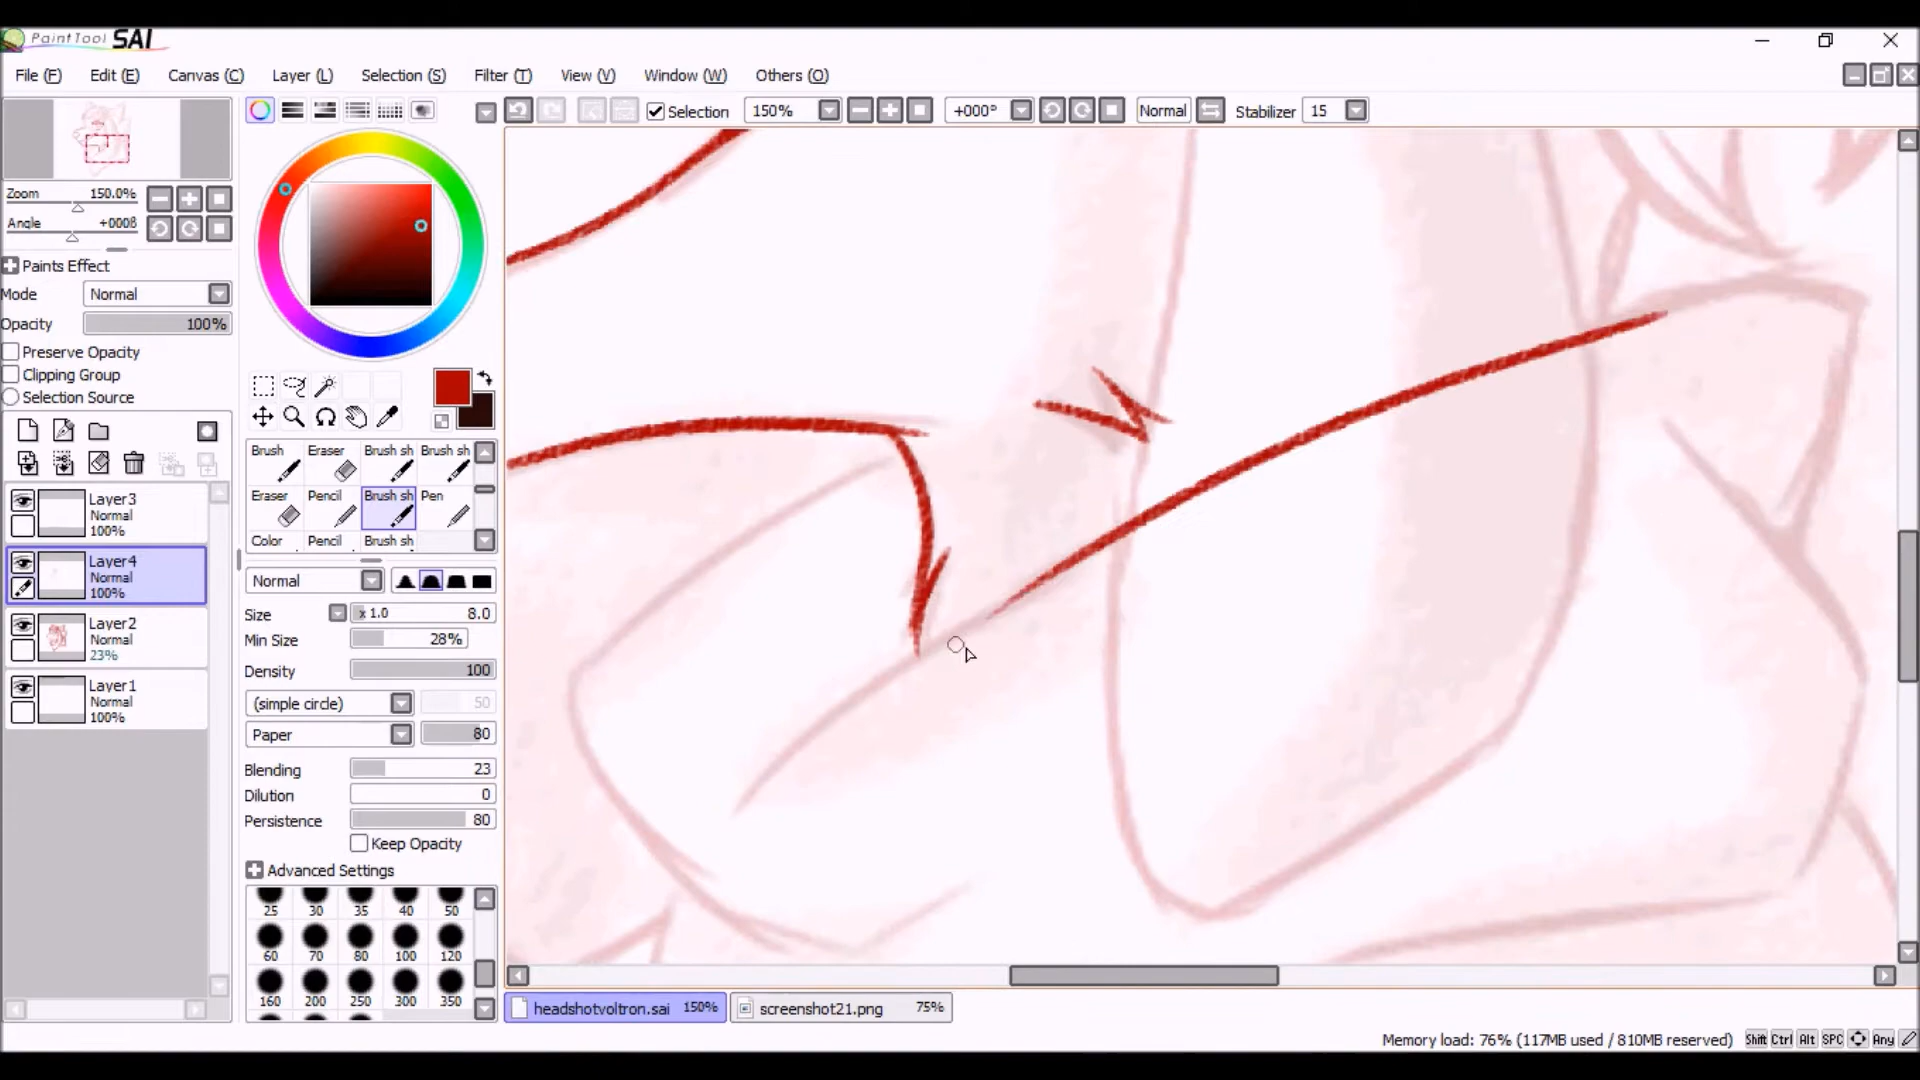 PaintTool SAI
File (F) Edit (E) Canvas (C) Layer (L) Selection (S) Filter (T) View (V) Window (W) Others (O)
Selection 150% +000° Normal Stabilizer 15
Zoom 150.0%
Angle +000ß
Paints Effect
Mode Normal
Opacity 100%
Preserve Opacity
Clipping Group
Selection Source
Layer3
Normal
100%
Layer4
Normal
100%
Layer2
Normal
23%
Layer1
Normal
100%
Brush Eraser Brush sh Brush sh
Eraser Pencil Brush sh Pen
Color Pencil Brush sh
Normal
Size x 1.0 8.0
Min Size 28%
Density 100
(simple circle) 50
Paper 80
Blending 23
Dilution 0
Persistence 80
Keep Opacity
Advanced Settings
25 30 35 40 50
60 70 80 100 120
160 200 250 300 350
headshotvoltron.sai 150% screenshot21.png 75%
Memory load: 76% (117MB used / 810MB reserved) Shift Ctrl Alt SPC Any